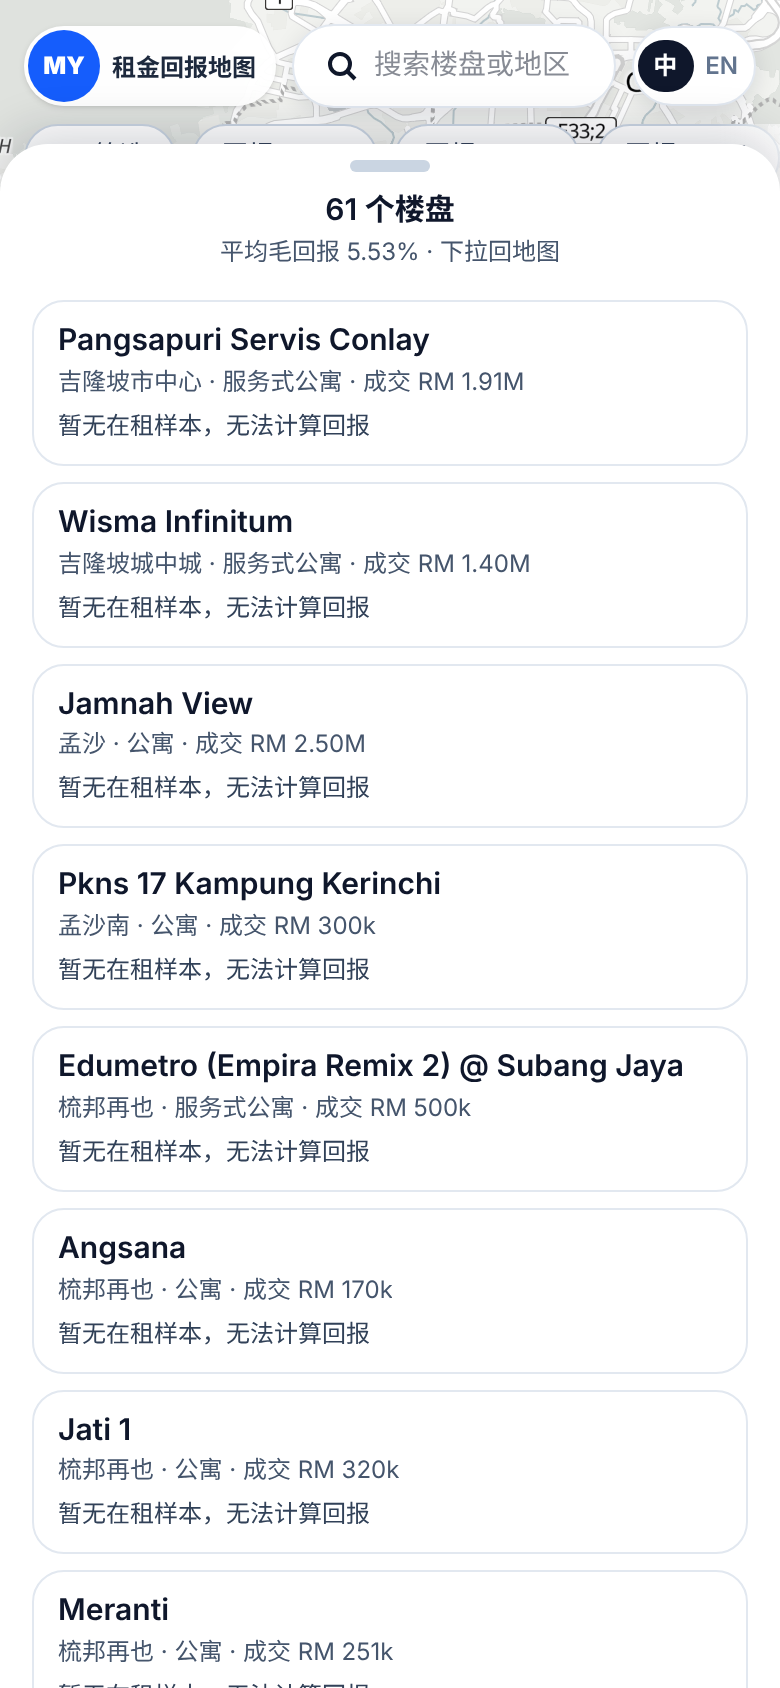 MY 租金回报地图
搜索楼盘或地区
中 EN
533;2
61 个楼盘
平均毛回报 5.53% · 下拉回地图
Pangsapuri Servis Conlay
吉隆坡市中心 · 服务式公寓 · 成交 RM 1.91M
暂无在租样本，无法计算回报
Wisma Infinitum
吉隆坡城中城 · 服务式公寓 · 成交 RM 1.40M
暂无在租样本，无法计算回报
Jamnah View
孟沙 · 公寓 · 成交 RM 2.50M
暂无在租样本，无法计算回报
Pkns 17 Kampung Kerinchi
孟沙南 · 公寓 · 成交 RM 300k
暂无在租样本，无法计算回报
Edumetro (Empira Remix 2) @ Subang Jaya
梳邦再也 · 服务式公寓 · 成交 RM 500k
暂无在租样本，无法计算回报
Angsana
梳邦再也 · 公寓 · 成交 RM 170k
暂无在租样本，无法计算回报
Jati 1
梳邦再也 · 公寓 · 成交 RM 320k
暂无在租样本，无法计算回报
Meranti
梳邦再也 · 公寓 · 成交 RM 251k